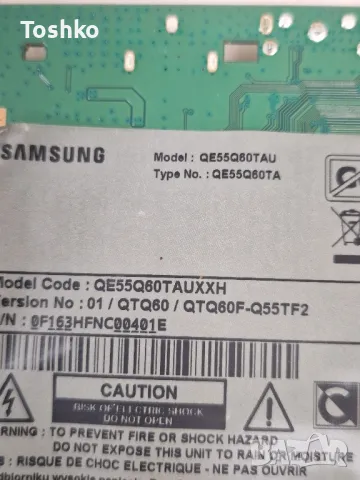 Toshko
SAMSUNG
Model : QE55Q60TAU
Type No. : QE55Q60TA
Model Code : QE55Q60TAUXXH
Version No : 01 / QTQ60 / QTQ60F-Q55TF2
S/N : 0F163HFNC00401E
CAUTION
RISK OF ELECTRIC SHOCK
DO NOT OPEN
WARNING : TO PREVENT FIRE OR SHOCK HAZARD
DO NOT EXPOSE THIS UNIT TO RAIN OR MOISTURE
: RISQUE DE CHOC ELECTRIQUE - NE PAS OUVRIR